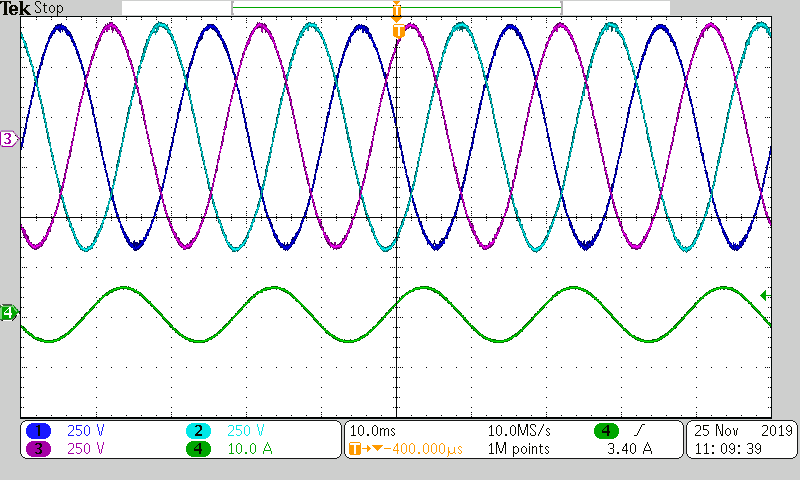 Tek Stop
T
T
3
4
1 250 V 2 250 V
3 250 V 4 10.0 A
10.0ms 10.0MS/s 4
T→▼-400.000µs 1M points 3.40 A
25 Nov 2019
11: 09: 39